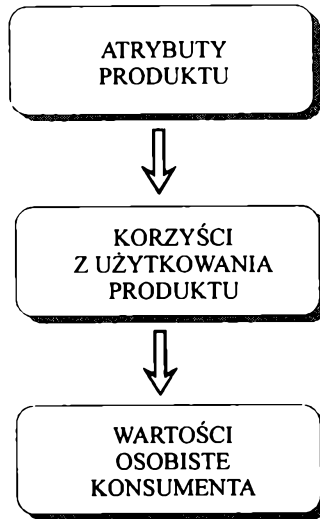 ATRYBUTY
PRODUKTU
KORZYŚCI
Z UŻYTKOWANIA
PRODUKTU
WARTOŚCI
OSOBISTE
KONSUMENTA